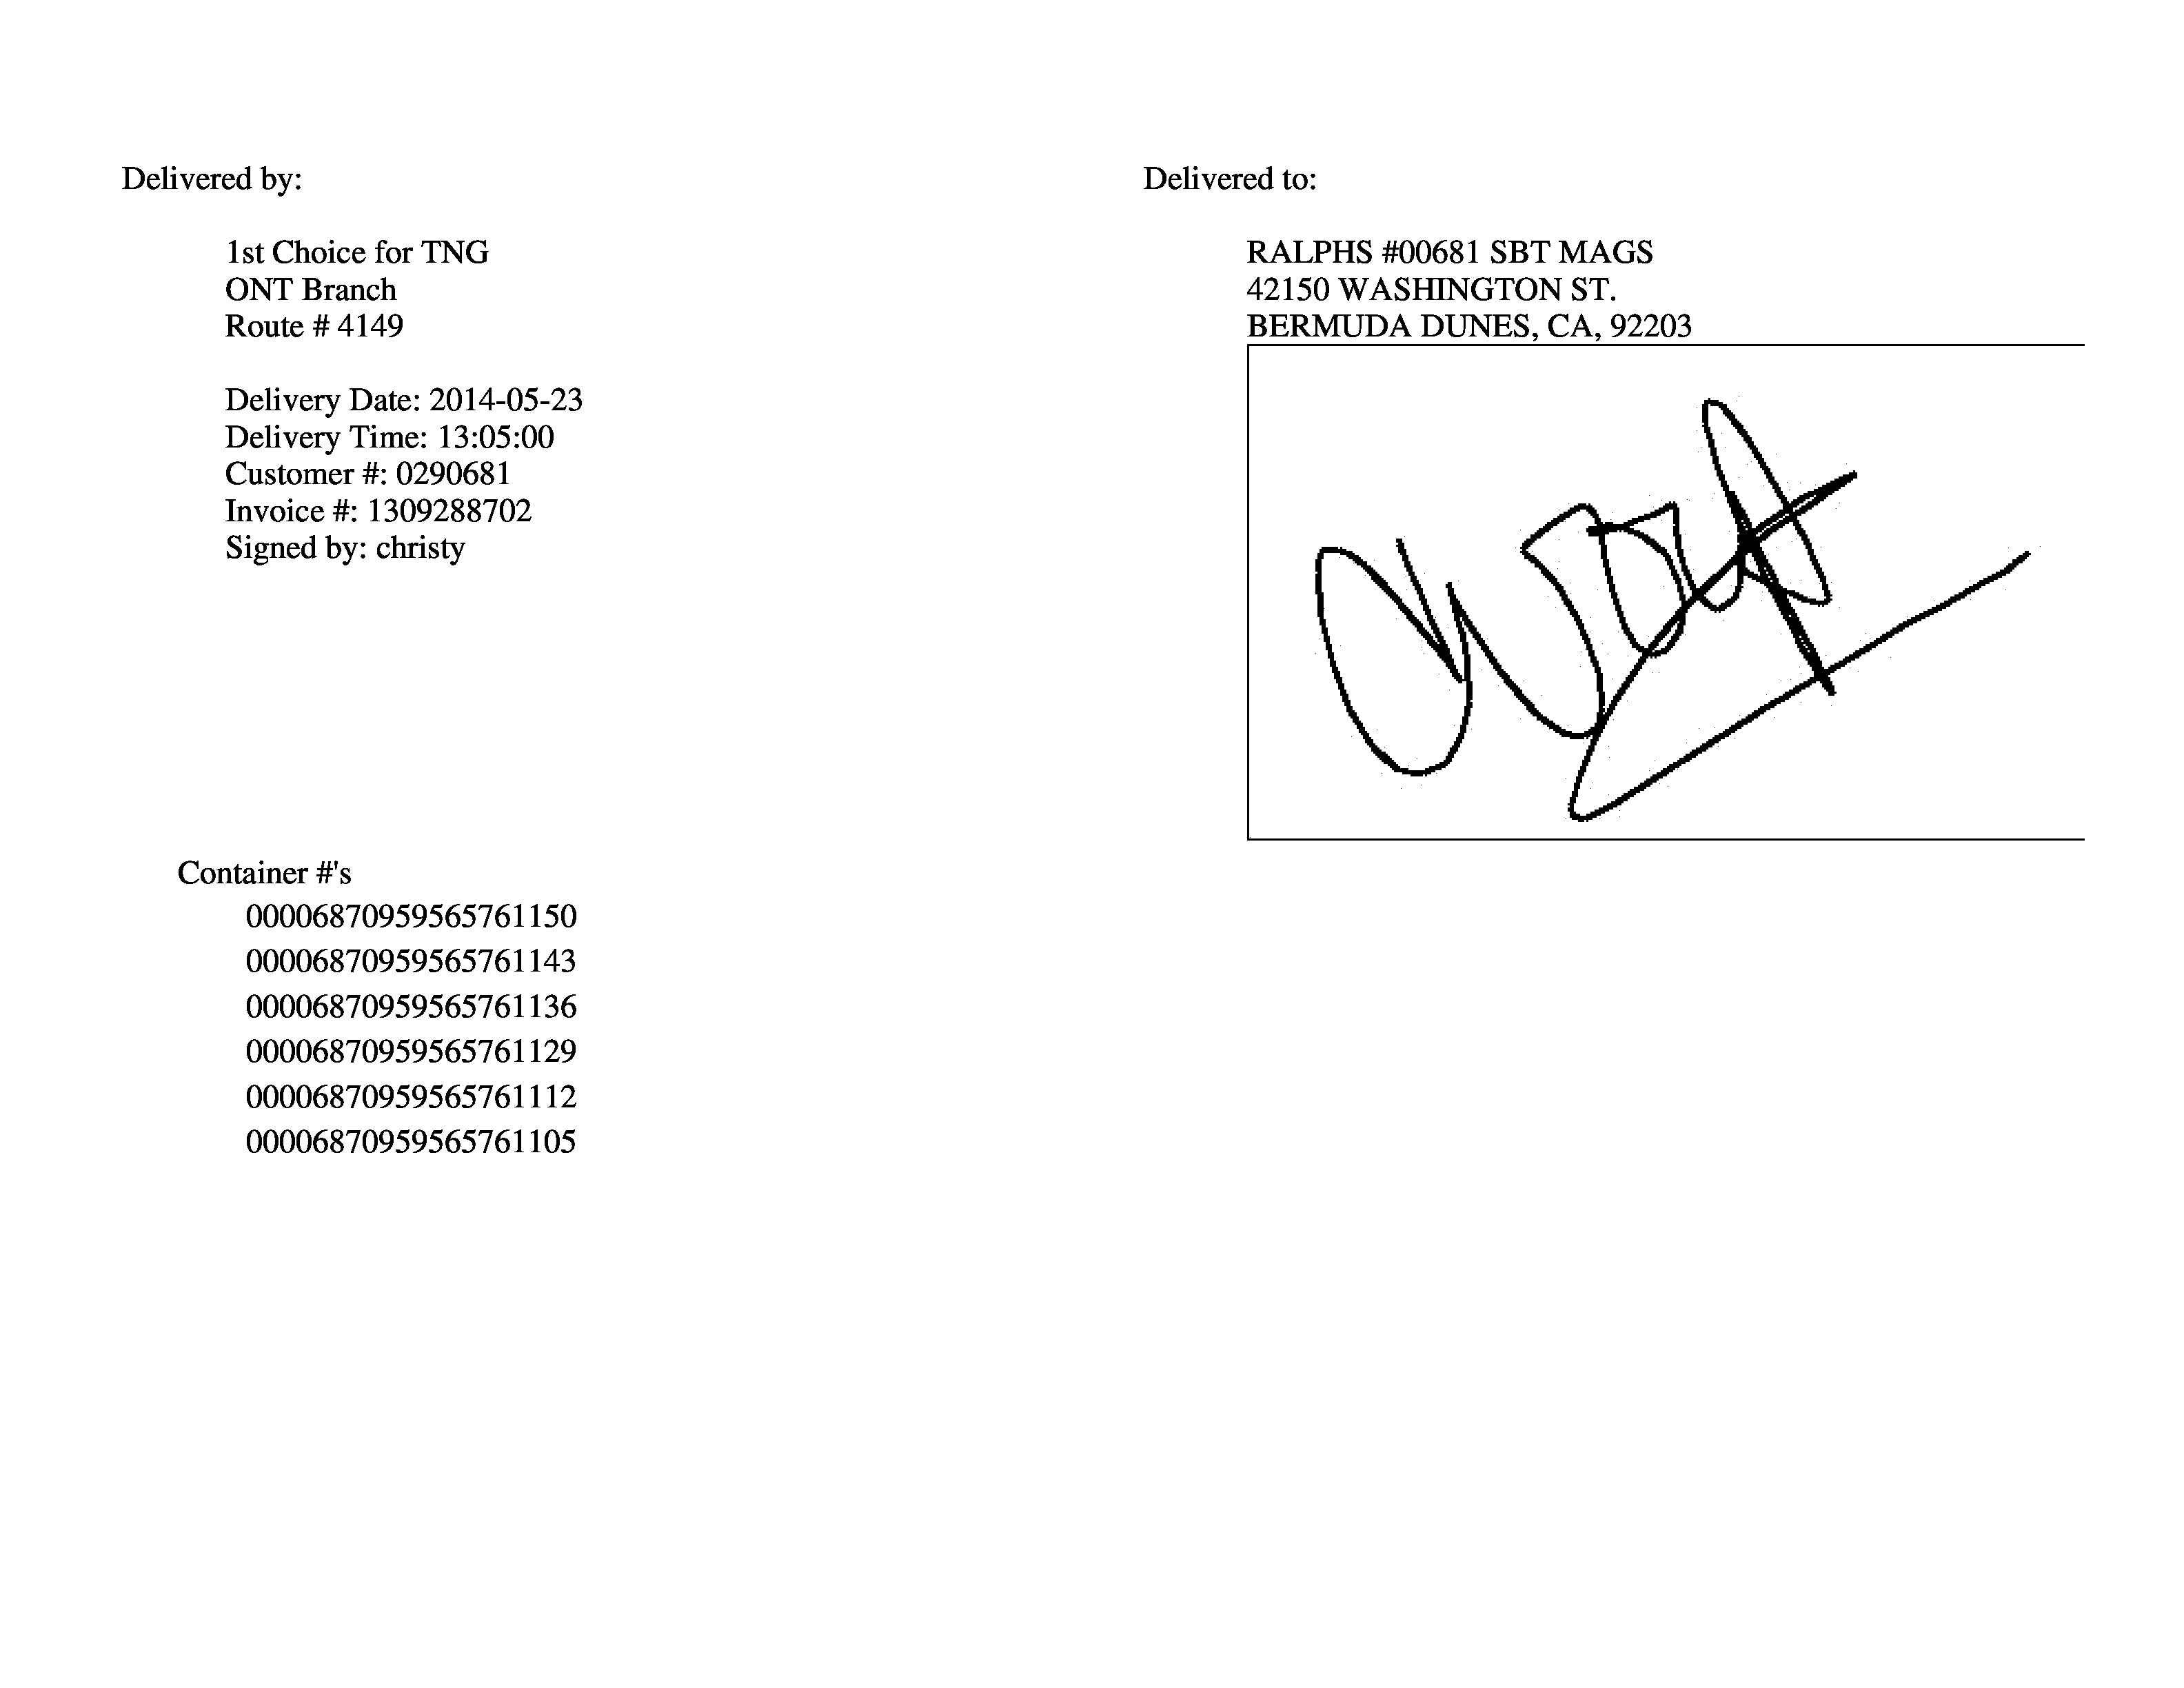 Delivered by:
1st Choice for TNG
ONT Branch
Route # 4149
Delivery Date: 2014-05-23
Delivery Time: 13:05:00
Customer #: 0290681
Invoice #: 1309288702
Signed by: christy
Delivered to:
RALPHS #00681 SBT MAGS
42150 WASHINGTON ST.
BERMUDA DUNES, CA, 92203
Container #'s
00006870959565761150
00006870959565761143
00006870959565761136
00006870959565761129
00006870959565761112
00006870959565761105